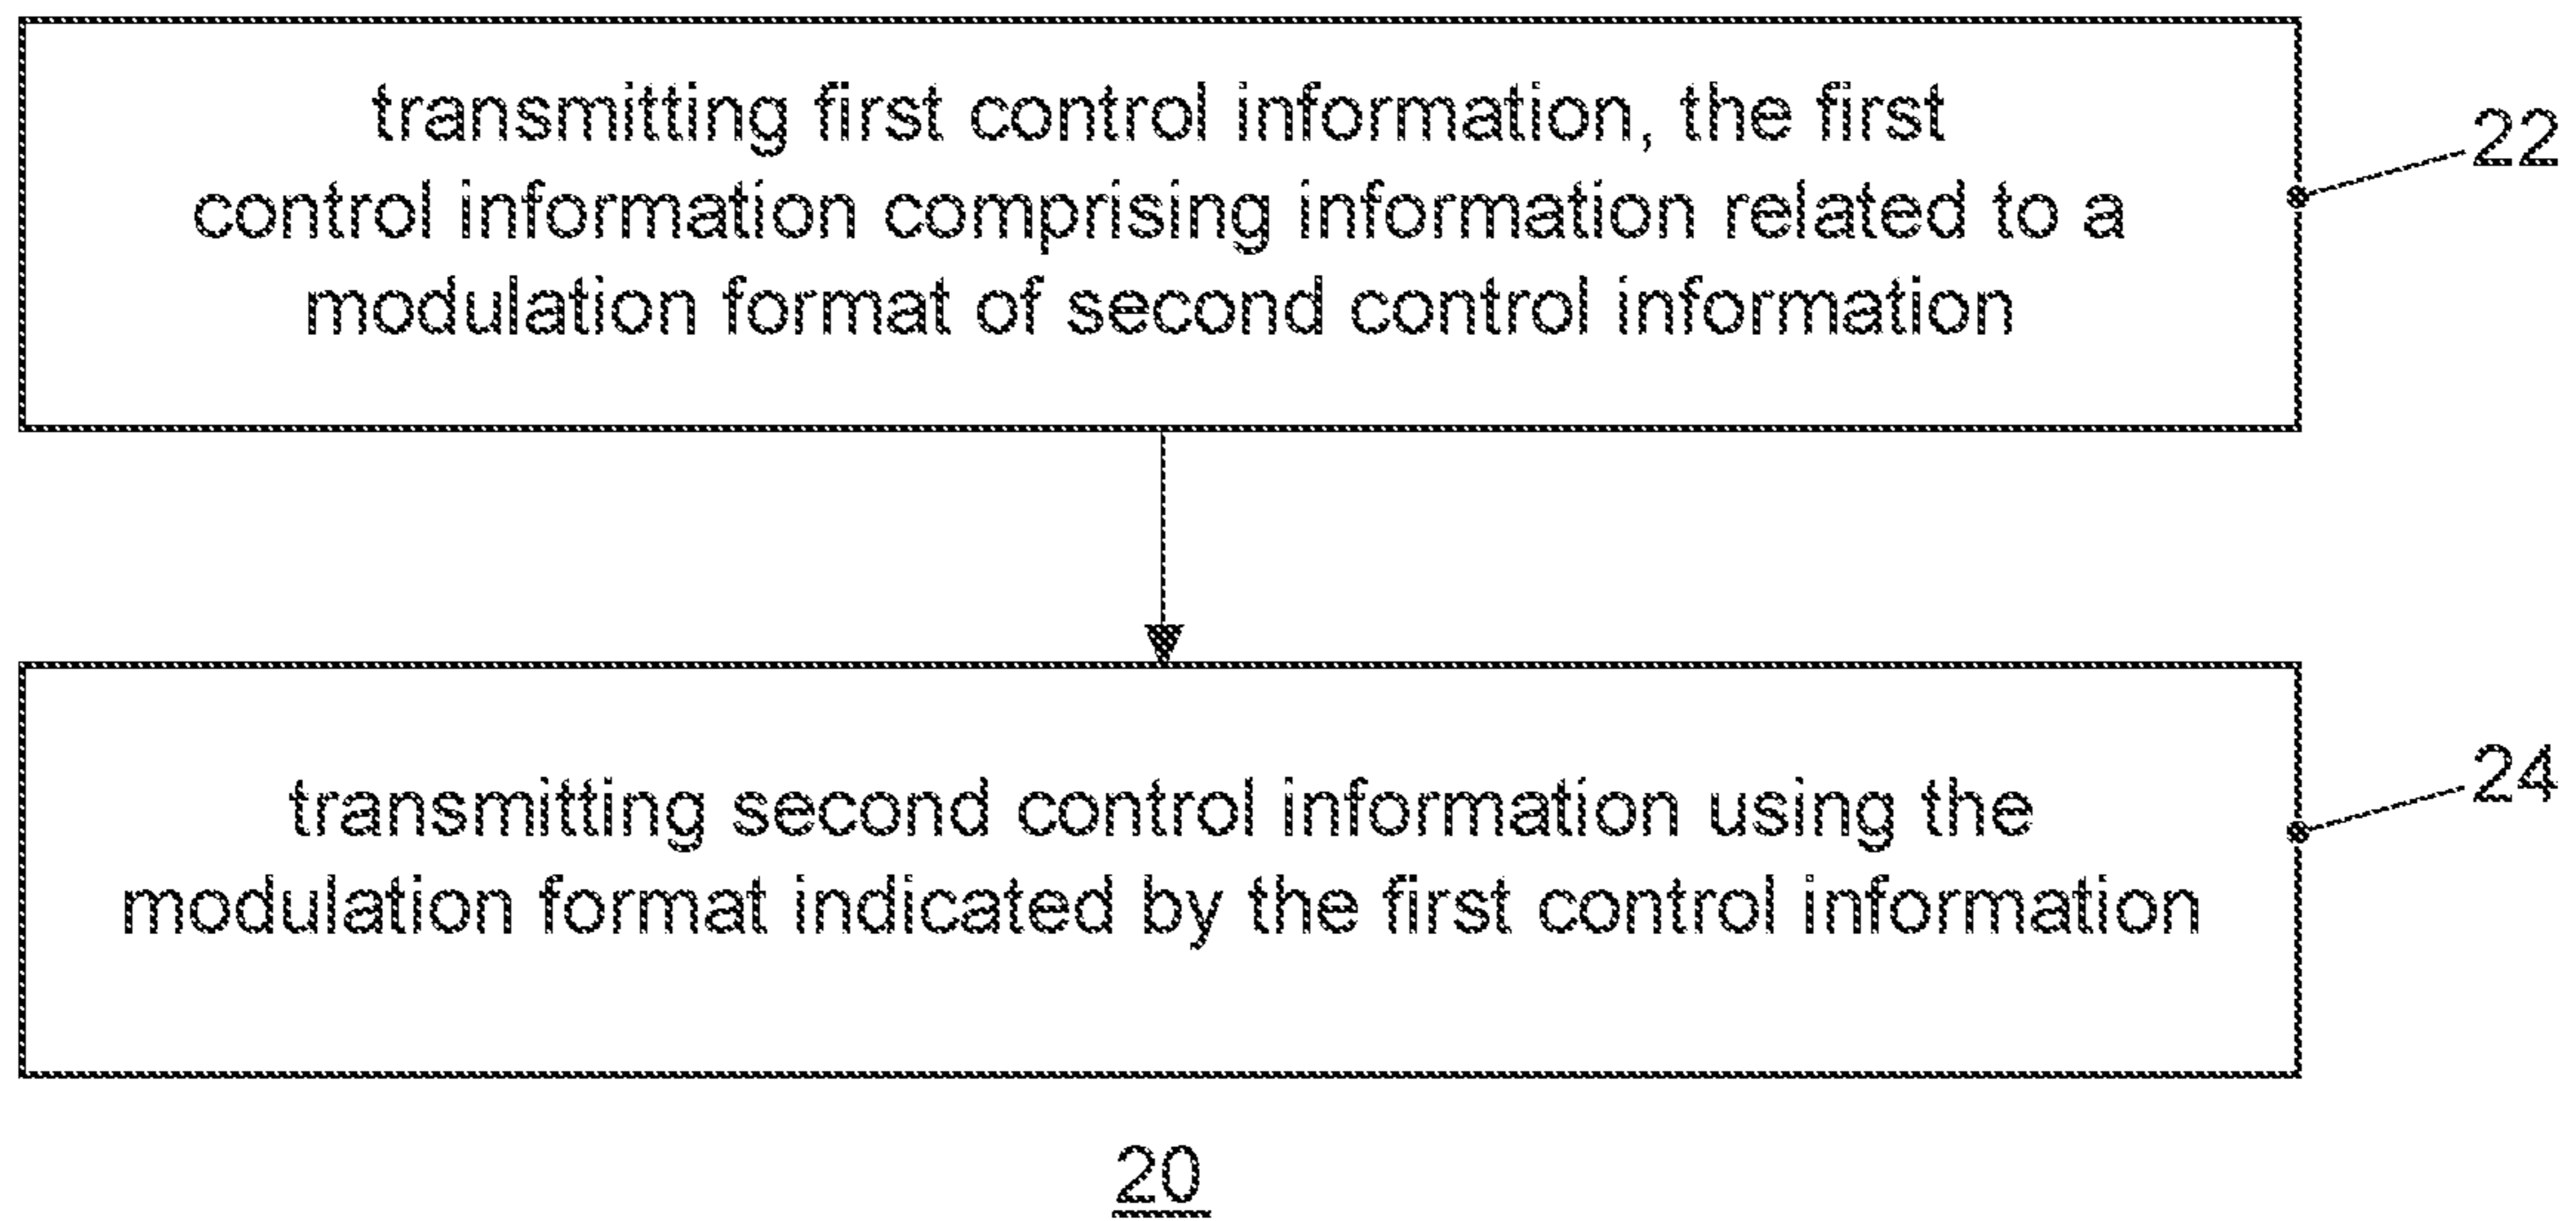 transmitting first control information, the first
control information comprising information related to a
modulation format of second control information
22
transmitting second control information using the
modulation format indicated by the first control information
24
20